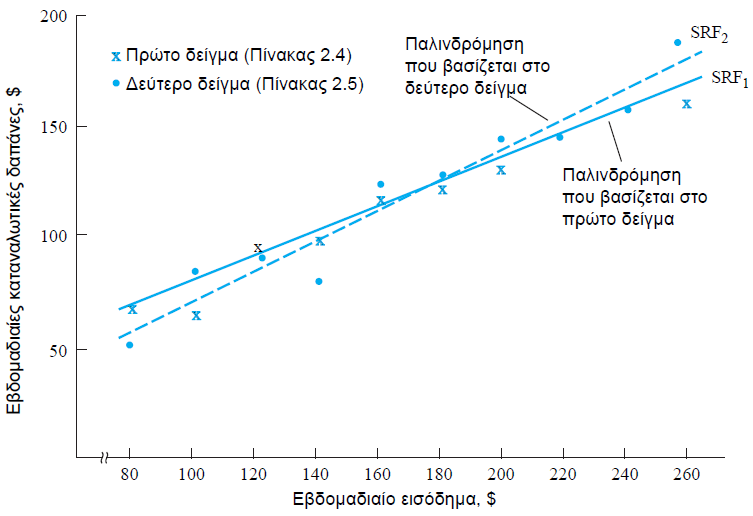 200
150
100
50
Εβδομαδιαίες καταναλωτικές δαπάνες, $
x Πρώτο δείγμα (Πίνακας 2.4)
• Δεύτερο δείγμα (Πίνακας 2.5)
Παλινδρόμηση
που βασίζεται στο
δεύτερο δείγμα
SRF2
SRF1
Παλινδρόμηση
που βασίζεται στο
πρώτο δείγμα
80 100 120 140 160 180 200 220 240 260
Εβδομαδιαίο εισόδημα, $